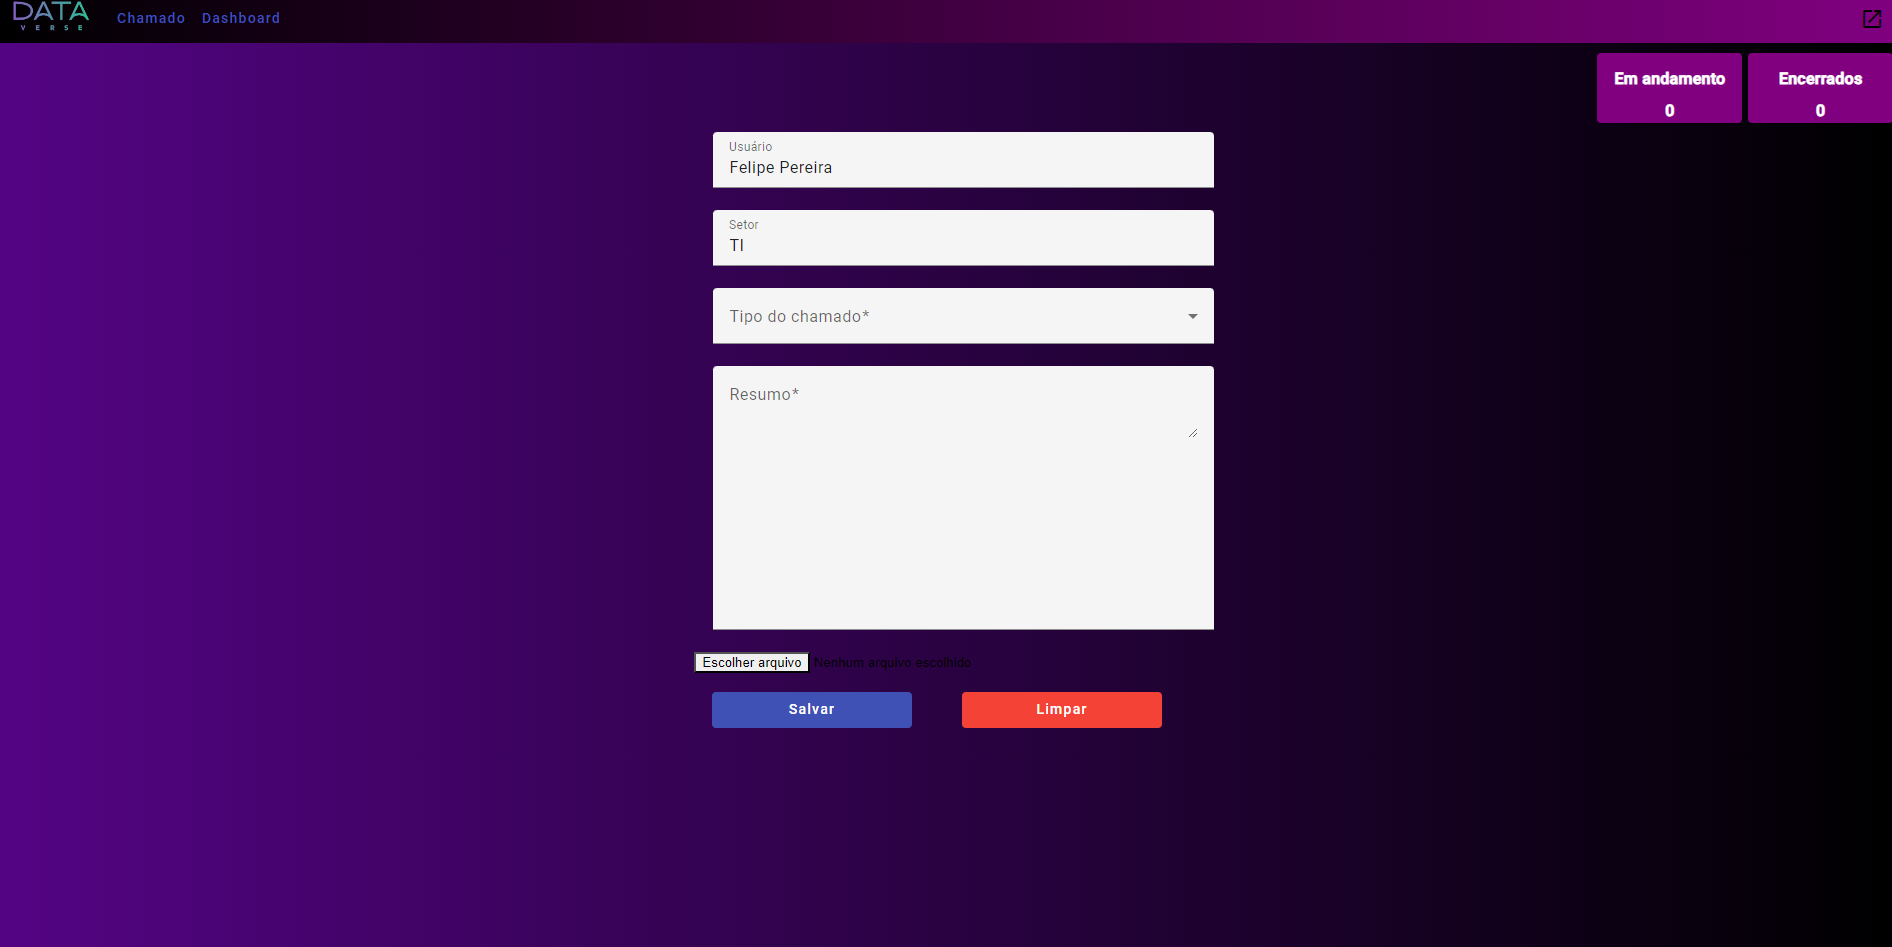 DATA
VERSE
Chamado Dashboard
Em andamento
0
Encerrados
0
Usuário
Felipe Pereira
Setor
TI
Tipo do chamado*
Resumo*
Escolher arquivo Nenhum arquivo escolhido
Salvar Limpar